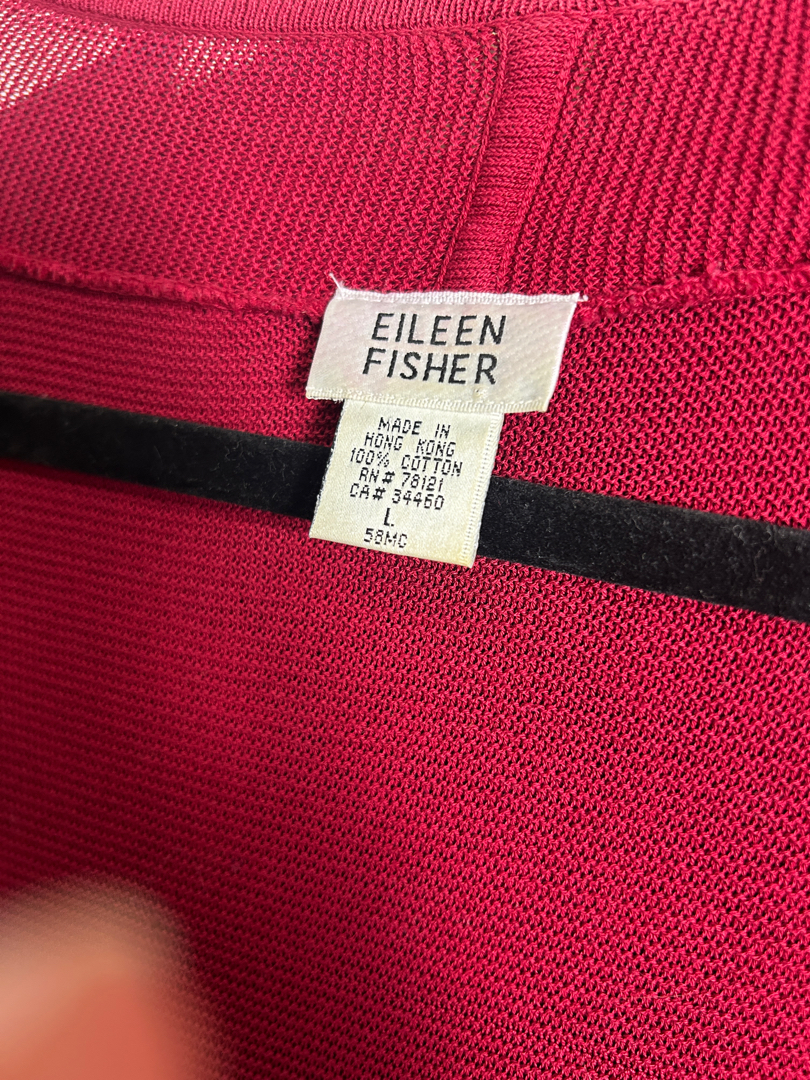 EILEEN
FISHER
MADE IN
HONG KONG
100% COTTON
RN# 78121
CA# 34460
L
58MC